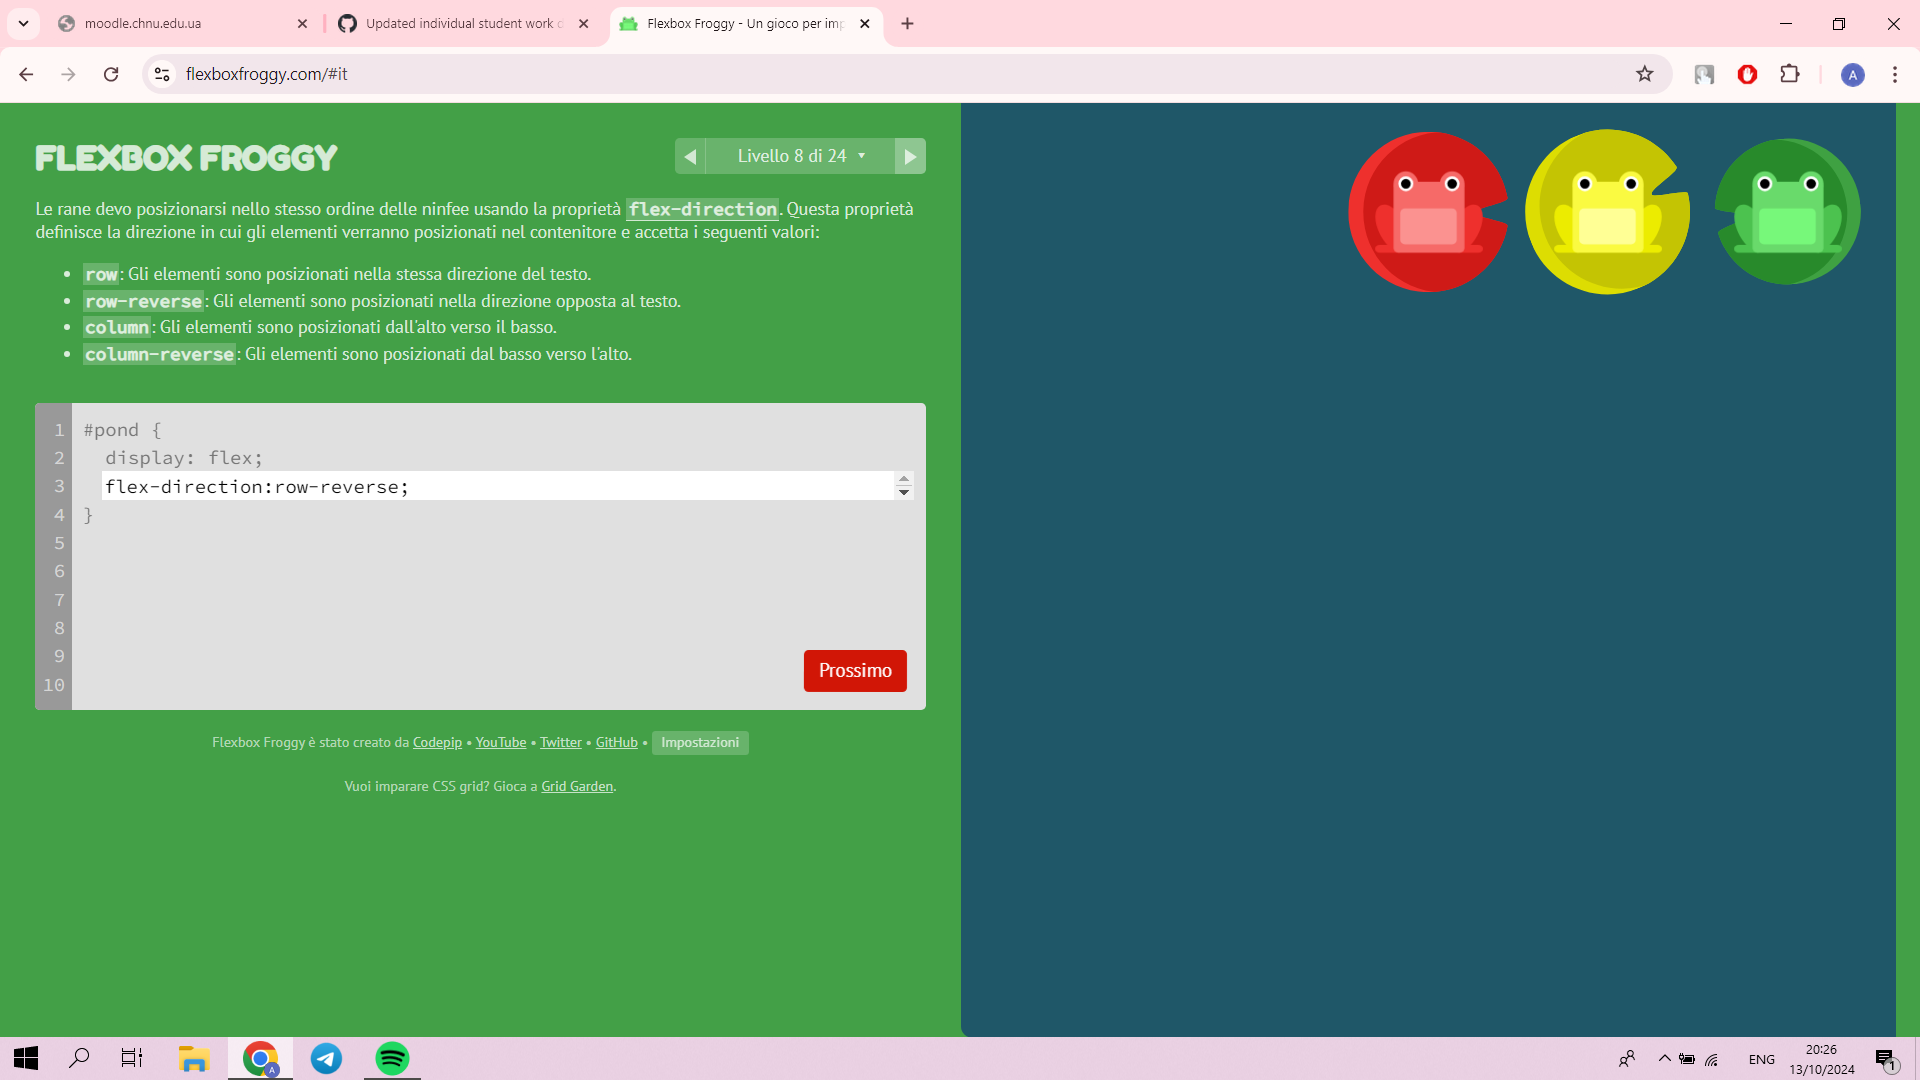 moodle.chnu.edu.ua
Updated individual student work d
Flexbox Froggy - Un gioco per imp
flexboxfroggy.com/#it
A
FLEXBOX FROGGY
Livello 8 di 24
Le rane devo posizionarsi nello stesso ordine delle ninfee usando la proprietà flex-direction. Questa proprietà
definisce la direzione in cui gli elementi verranno posizionati nel contenitore e accetta i seguenti valori:
• row: Gli elementi sono posizionati nella stessa direzione del testo.
• row-reverse: Gli elementi sono posizionati nella direzione opposta al testo.
• column: Gli elementi sono posizionati dall'alto verso il basso.
• column-reverse: Gli elementi sono posizionati dal basso verso l'alto.
1 #pond {
2 display: flex;
3 flex-direction:row-reverse;
4 }
5
6
7
8
9
10
Prossimo
Flexbox Froggy è stato creato da Codepip • YouTube • Twitter • GitHub • Impostazioni
Vuoi imparare CSS grid? Gioca a Grid Garden.
A
ENG
20:26
13/10/2024
1